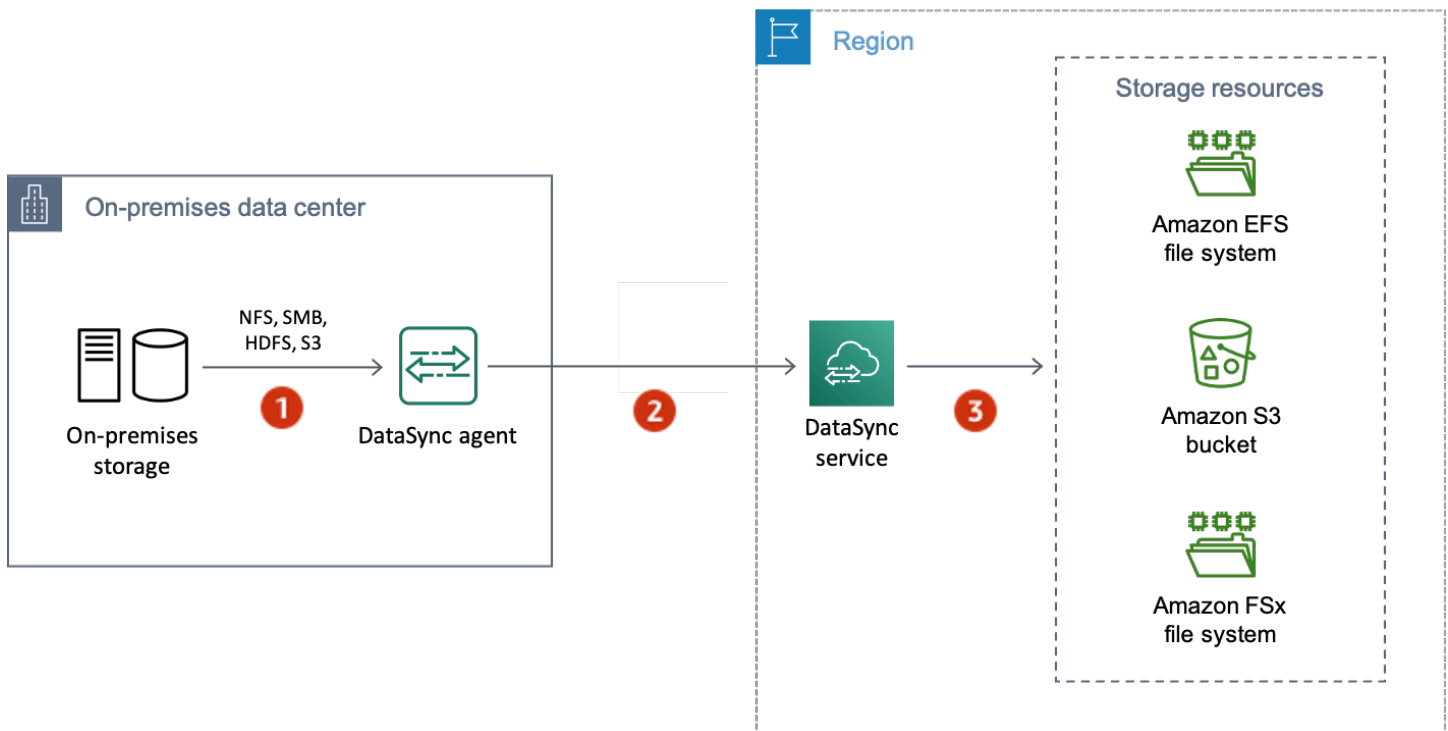 Region
Storage resources
Amazon EFS
file system
On-premises data center
NFS, SMB,
HDFS, S3
1
2
3
On-premises
storage
DataSync agent
DataSync
service
Amazon S3
bucket
Amazon FSx
file system